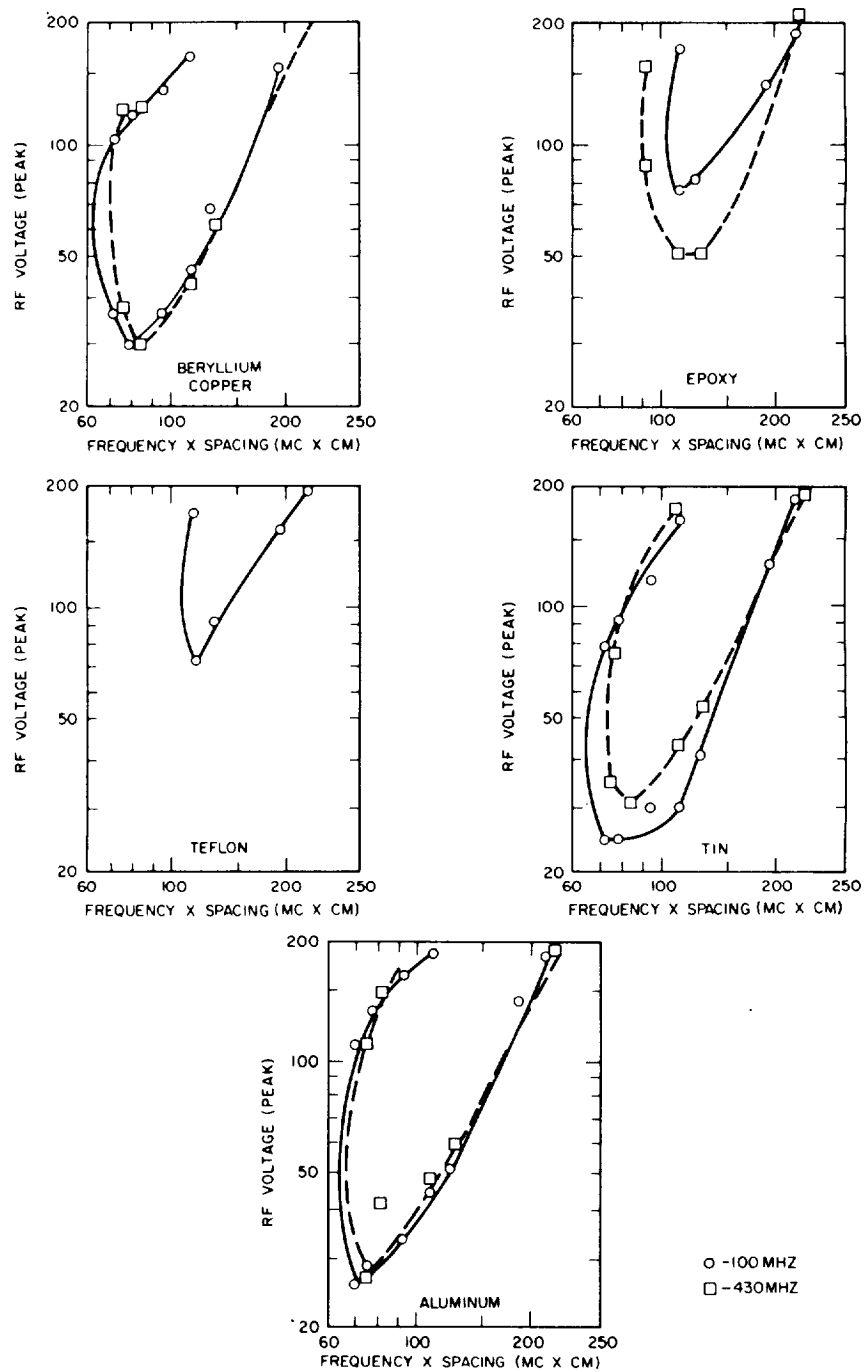 200
100
50
20
RF VOLTAGE (PEAK)
BERYLLIUM
COPPER
60 100 200 250
FREQUENCY X SPACING (MC X CM)
200
100
50
20
RF VOLTAGE (PEAK)
EPOXY
60 100 200 250
FREQUENCY X SPACING (MC X CM)
200
100
50
20
RF VOLTAGE (PEAK)
TEFLON
60 100 200 250
FREQUENCY X SPACING (MC X CM)
200
100
50
20
RF VOLTAGE (PEAK)
TIN
60 100 200 250
FREQUENCY X SPACING (MC X CM)
200
100
50
20
RF VOLTAGE (PEAK)
ALUMINUM
60 100 200 250
FREQUENCY X SPACING (MC X CM)
-100 MHZ
-430 MHZ